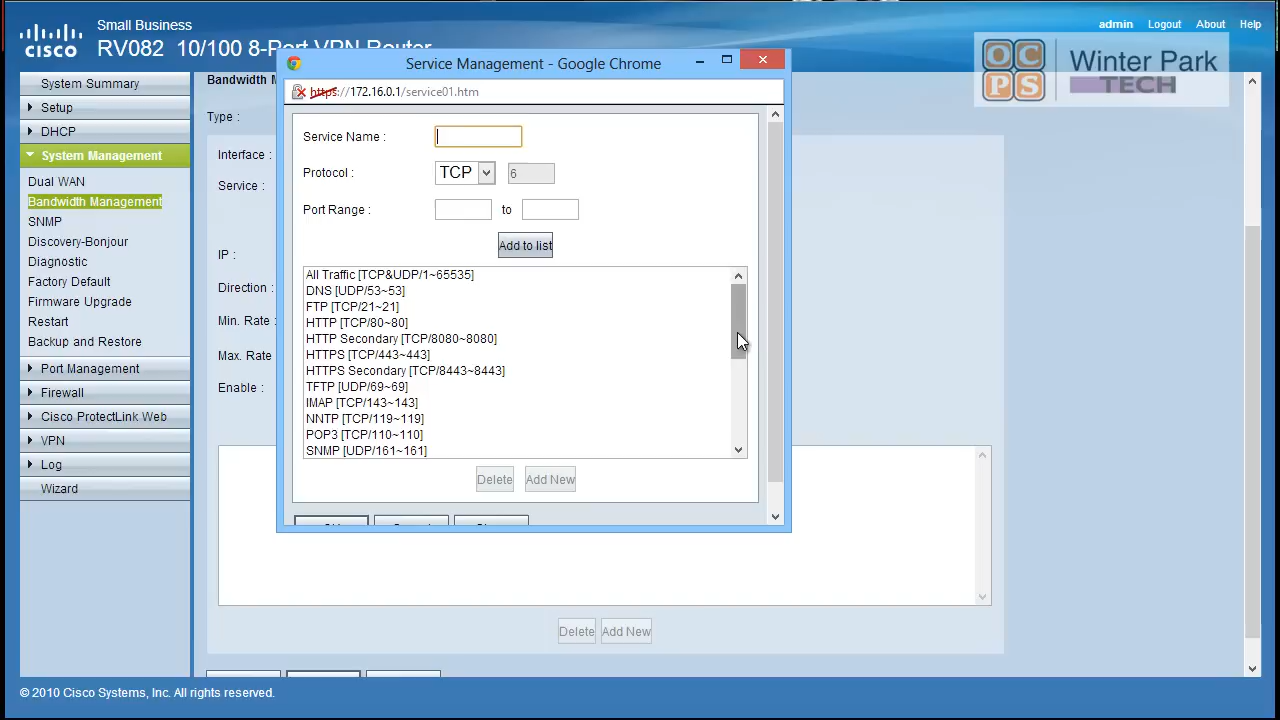 Small Business
cisco
RV082 10/100 8-Port VPN Router
admin Logout About Help
OCPS
Winter Park
TECH
System Summary
Setup
DHCP
System Management
Dual WAN
Bandwidth Management
SNMP
Discovery-Bonjour
Diagnostic
Factory Default
Firmware Upgrade
Restart
Backup and Restore
Port Management
Firewall
Cisco ProtectLink Web
VPN
Log
Wizard
Bandwidth M
Type :
Interface :
Service :
IP :
Direction :
Min. Rate :
Max. Rate
Enable :
Service Management - Google Chrome
https://172.16.0.1/service01.htm
Service Name :
Protocol : TCP 6
Port Range : to
Add to list
All Traffic [TCP&UDP/1~65535]
DNS [UDP/53~53]
FTP [TCP/21~21]
HTTP [TCP/80~80]
HTTP Secondary [TCP/8080~8080]
HTTPS [TCP/443~443]
HTTPS Secondary [TCP/8443~8443]
TFTP [UDP/69~69]
IMAP [TCP/143~143]
NNTP [TCP/119~119]
POP3 [TCP/110~110]
SNMP [UDP/161~161]
Delete Add New
Delete Add New
© 2010 Cisco Systems, Inc. All rights reserved.